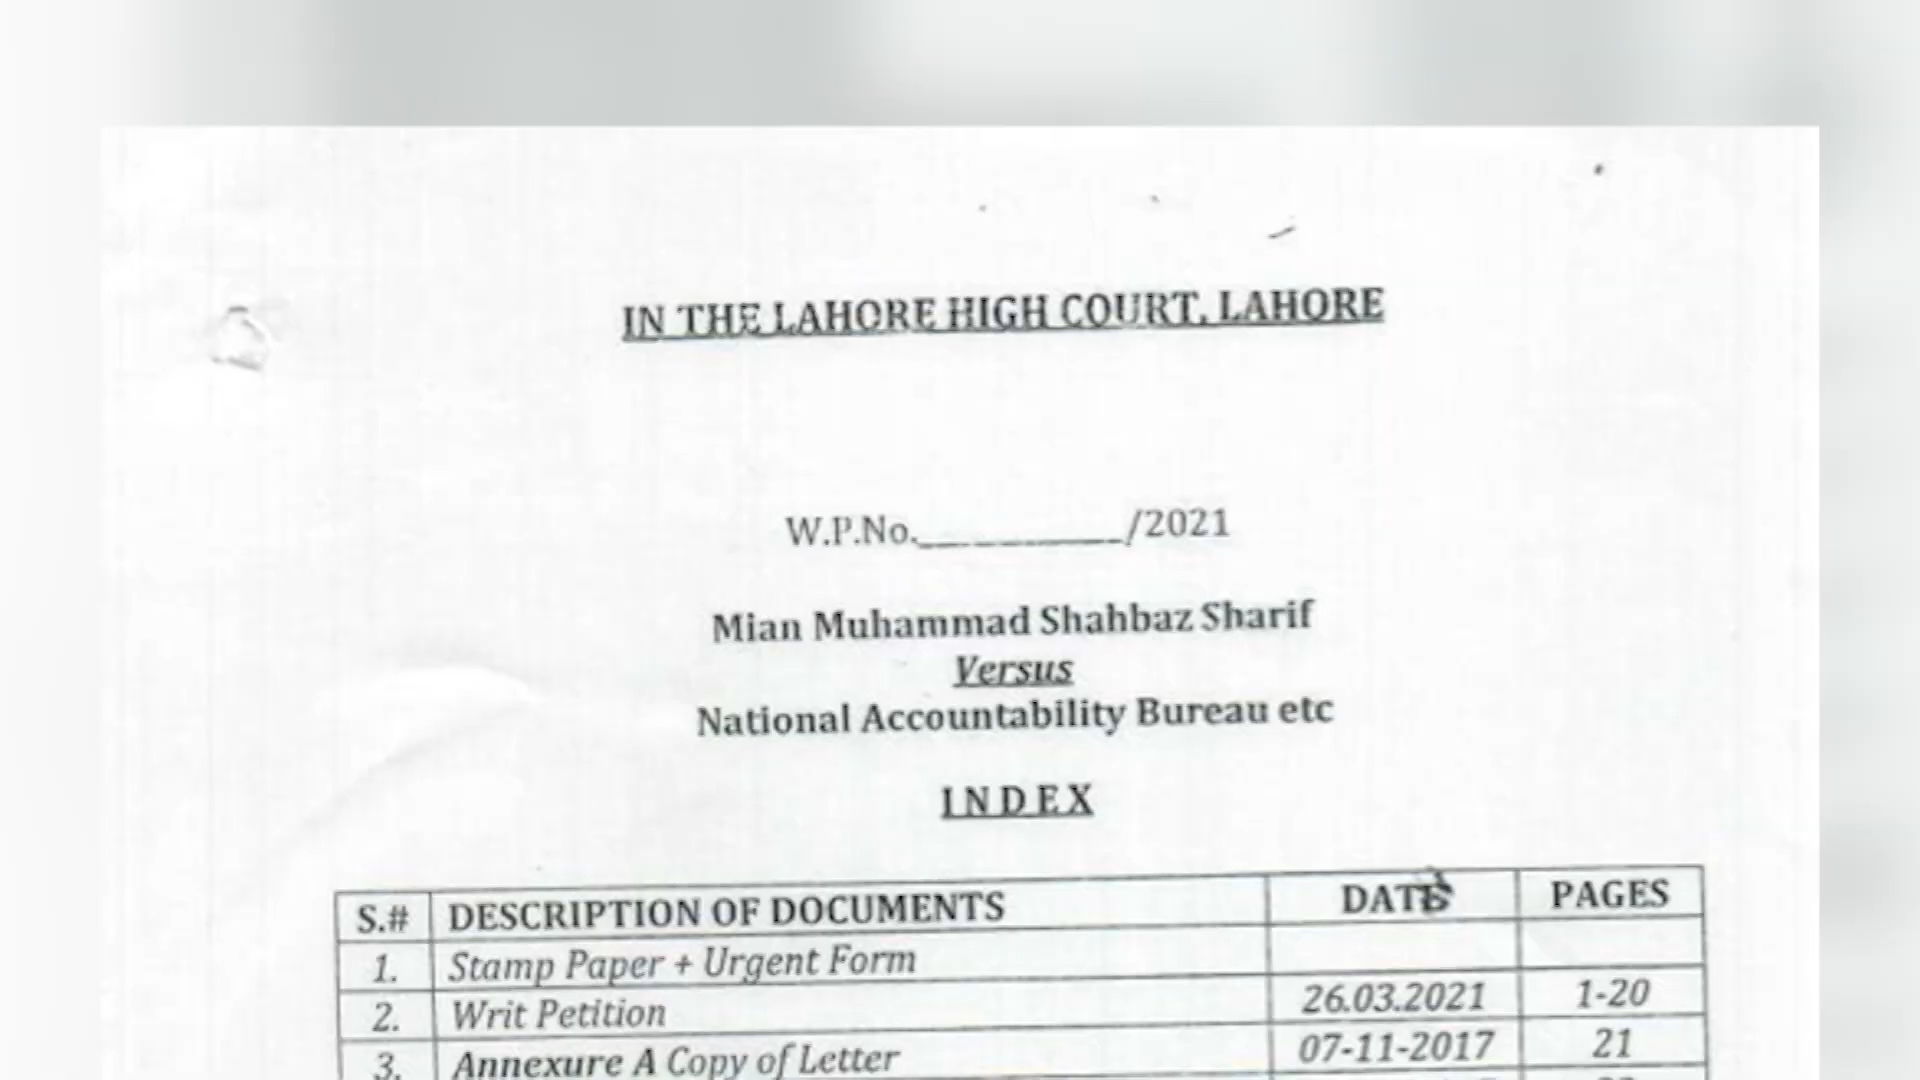 IN THE LAHORE HIGH COURT, LAHORE
W.P.No.__________/2021
Mian Muhammad Shahbaz Sharif
Versus
National Accountability Bureau etc
INDEX
S.# DESCRIPTION OF DOCUMENTS DATE PAGES
1. Stamp Paper + Urgent Form
2. Writ Petition 26.03.2021 1-20
3. Annexure A Copy of Letter 07-11-2017 21